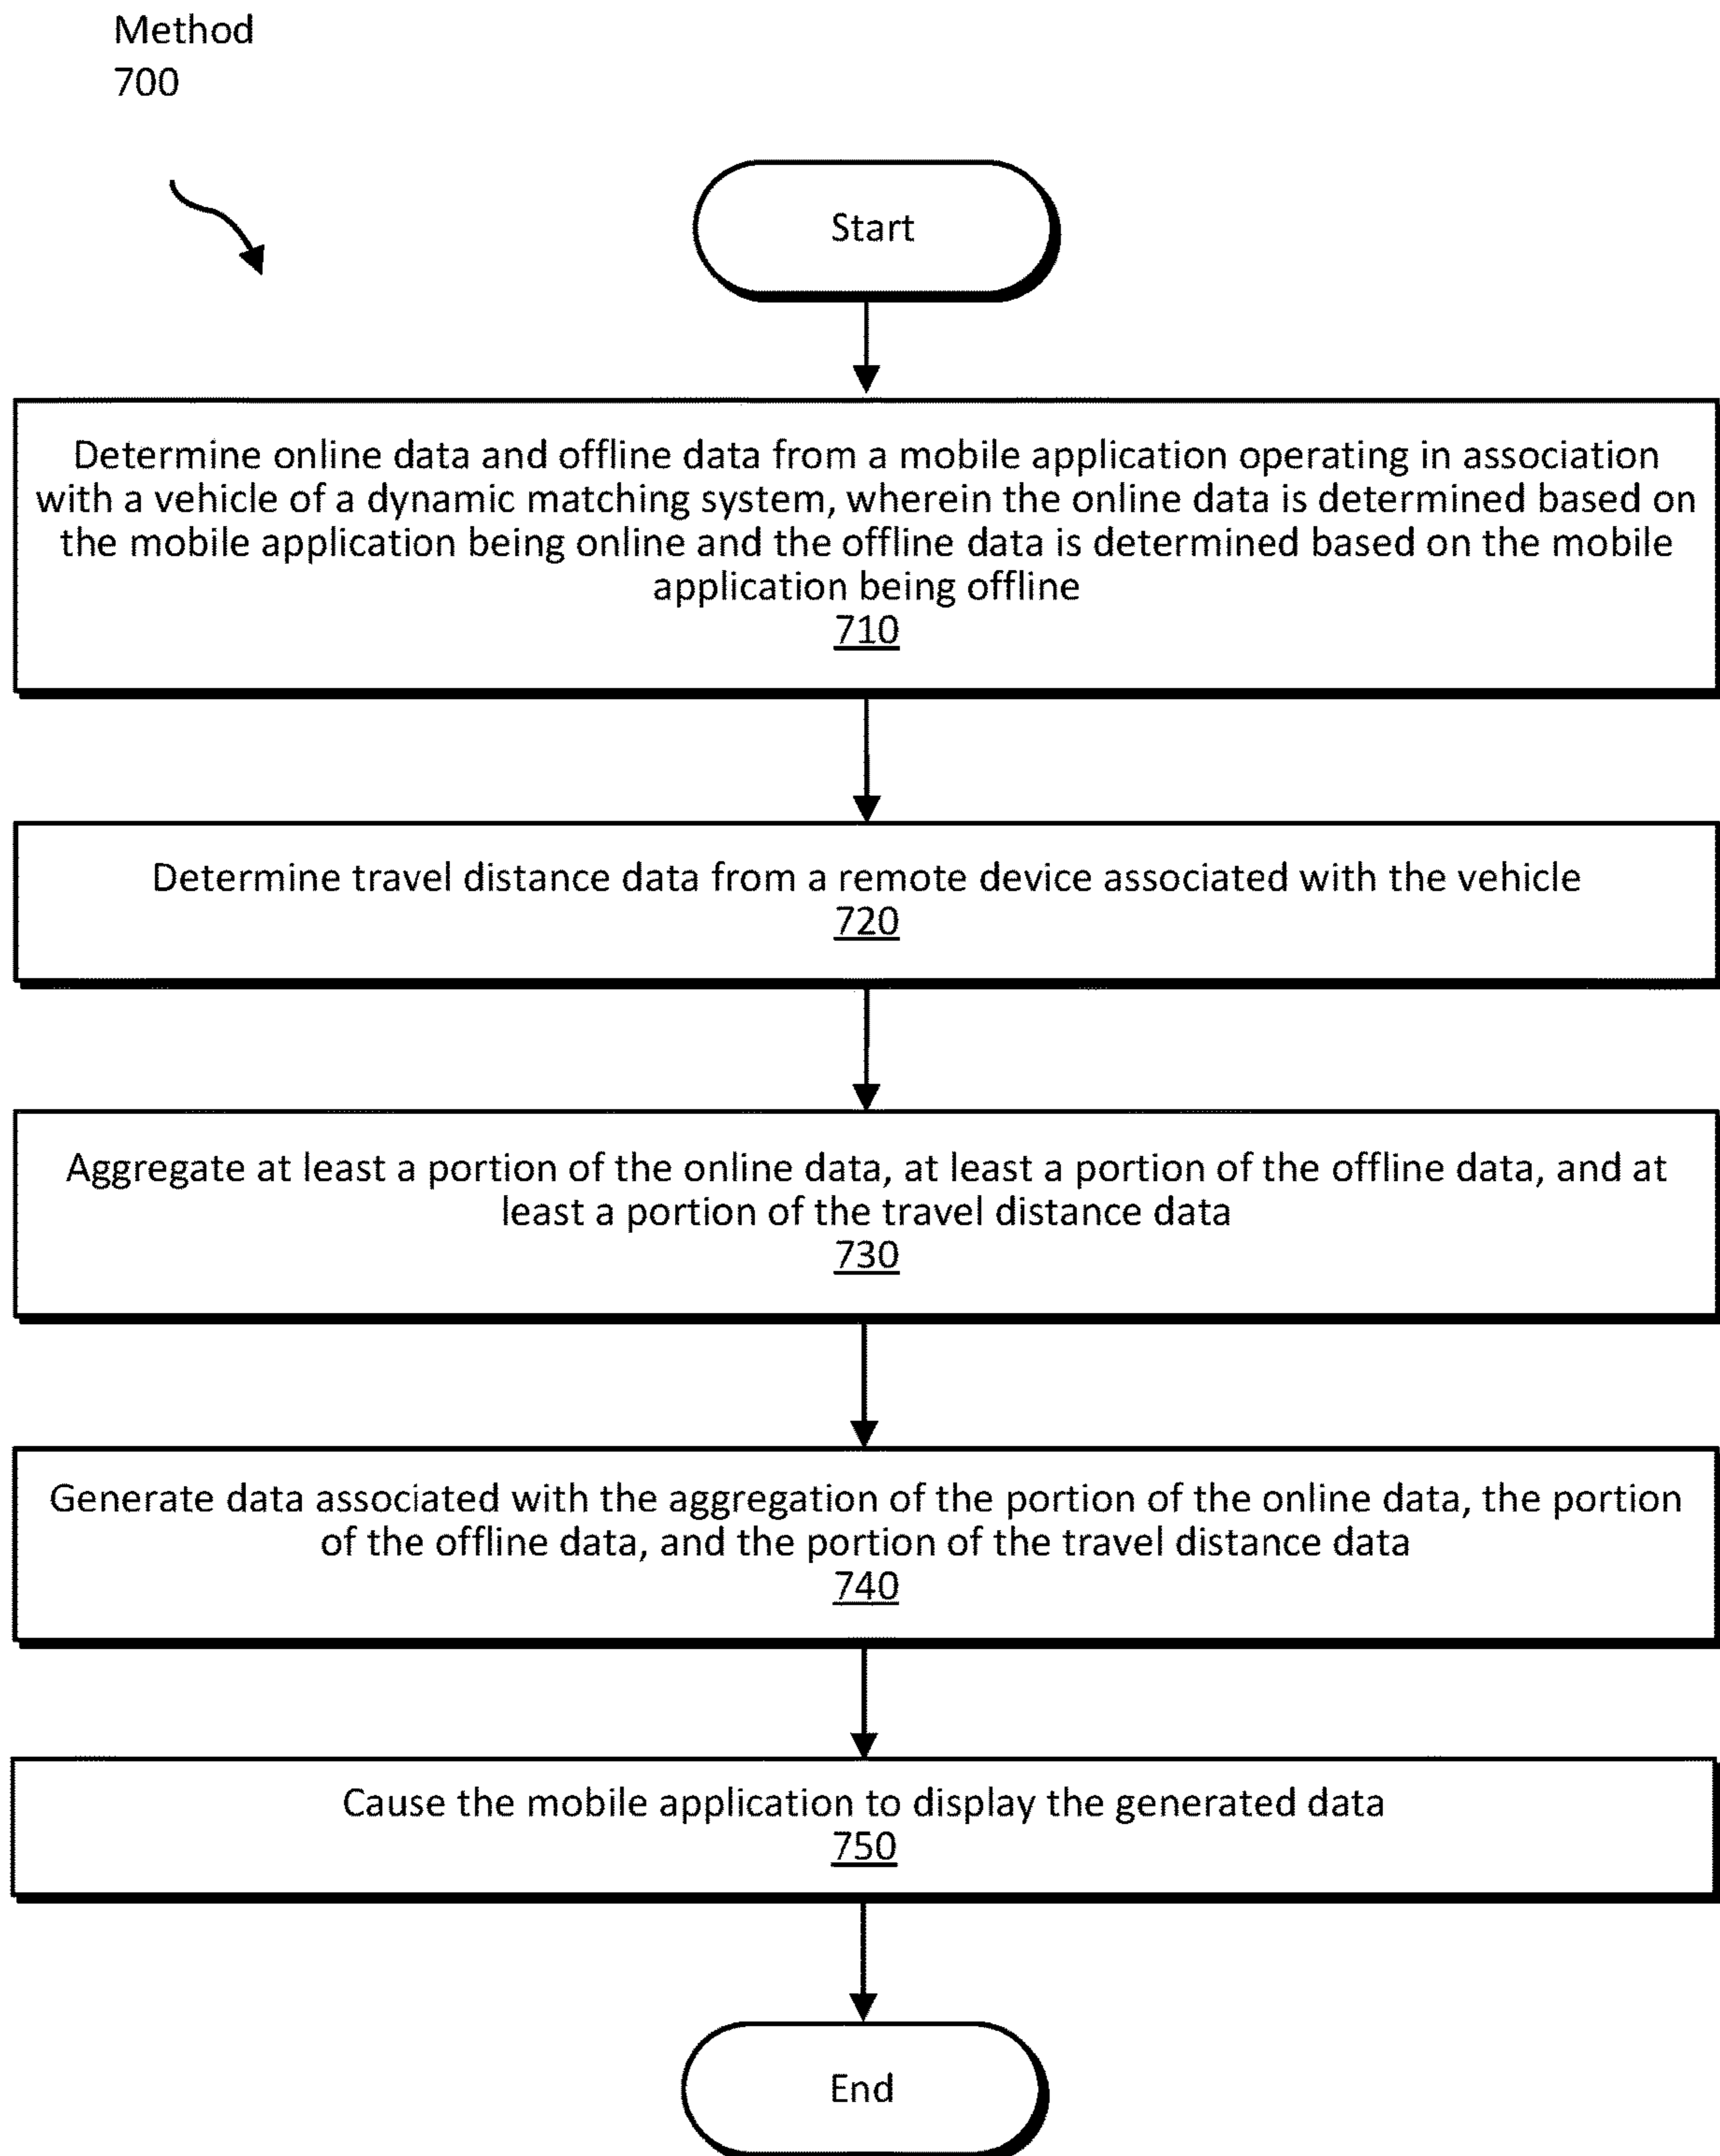 Method
700
Start
Determine online data and offline data from a mobile application operating in association
with a vehicle of a dynamic matching system, wherein the online data is determined based on
the mobile application being online and the offline data is determined based on the mobile
application being offline
710
Determine travel distance data from a remote device associated with the vehicle
720
Aggregate at least a portion of the online data, at least a portion of the offline data, and at
least a portion of the travel distance data
730
Generate data associated with the aggregation of the portion of the online data, the portion
of the offline data, and the portion of the travel distance data
740
Cause the mobile application to display the generated data
750
End